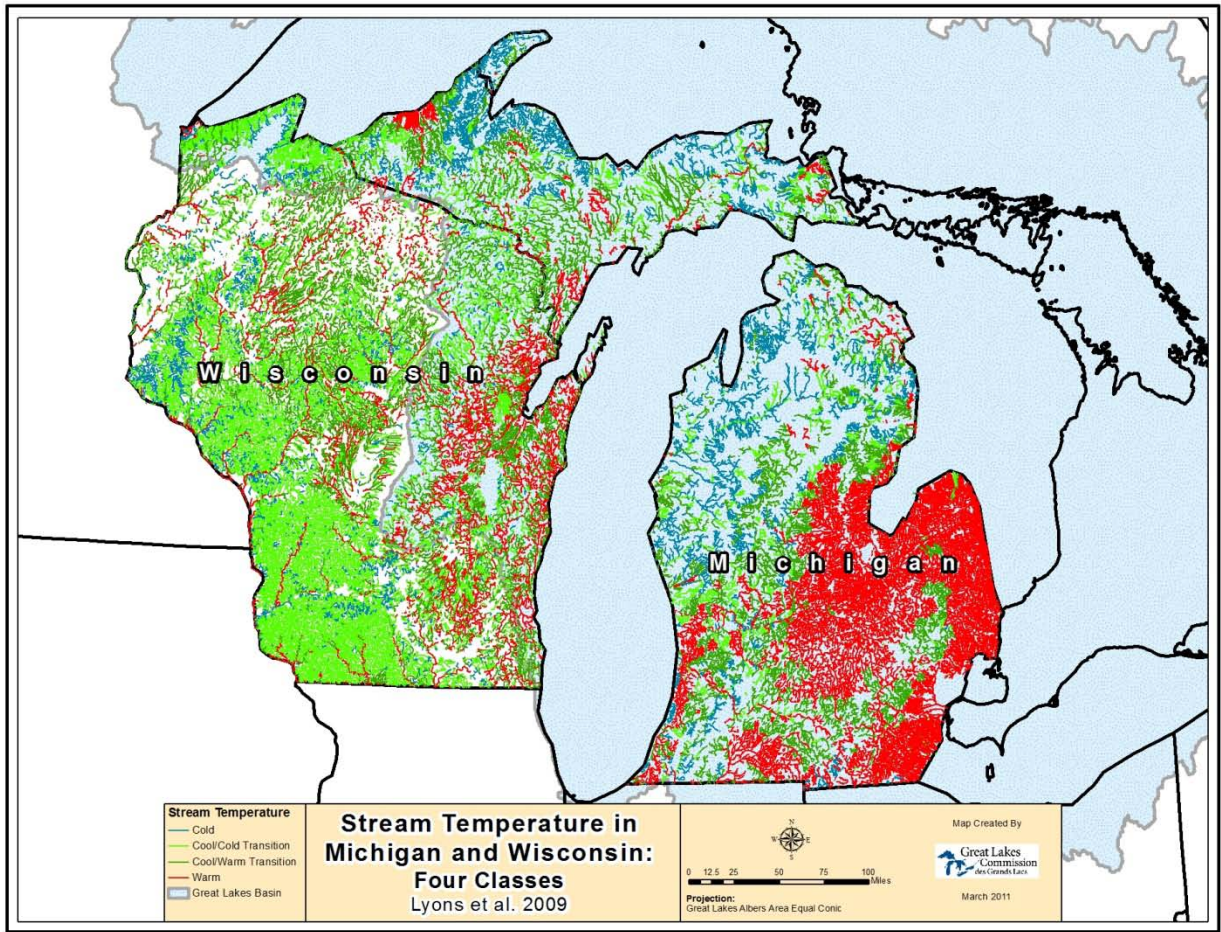 Wisconsin
Michigan
Stream Temperature
Cold
Cool/Cold Transition
Cool/Warm Transition
Warm
Great Lakes Basin
Stream Temperature in
Michigan and Wisconsin:
Four Classes
Lyons et al. 2009
N
W E
S
0 12.5 25 50 75 100
Miles
Projection:
Great Lakes Albers Area Equal Conic
Map Created By
Great Lakes
Commission
des Grands Lacs
March 2011